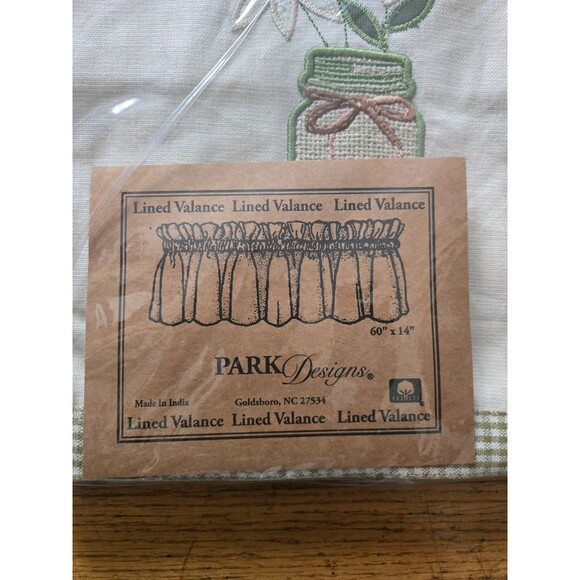 Lined Valance Lined Valance Lined Valance
60" x 14"
PARK Designs®
Made in India Goldsboro, NC 27534
Lined Valance Lined Valance Lined Valance